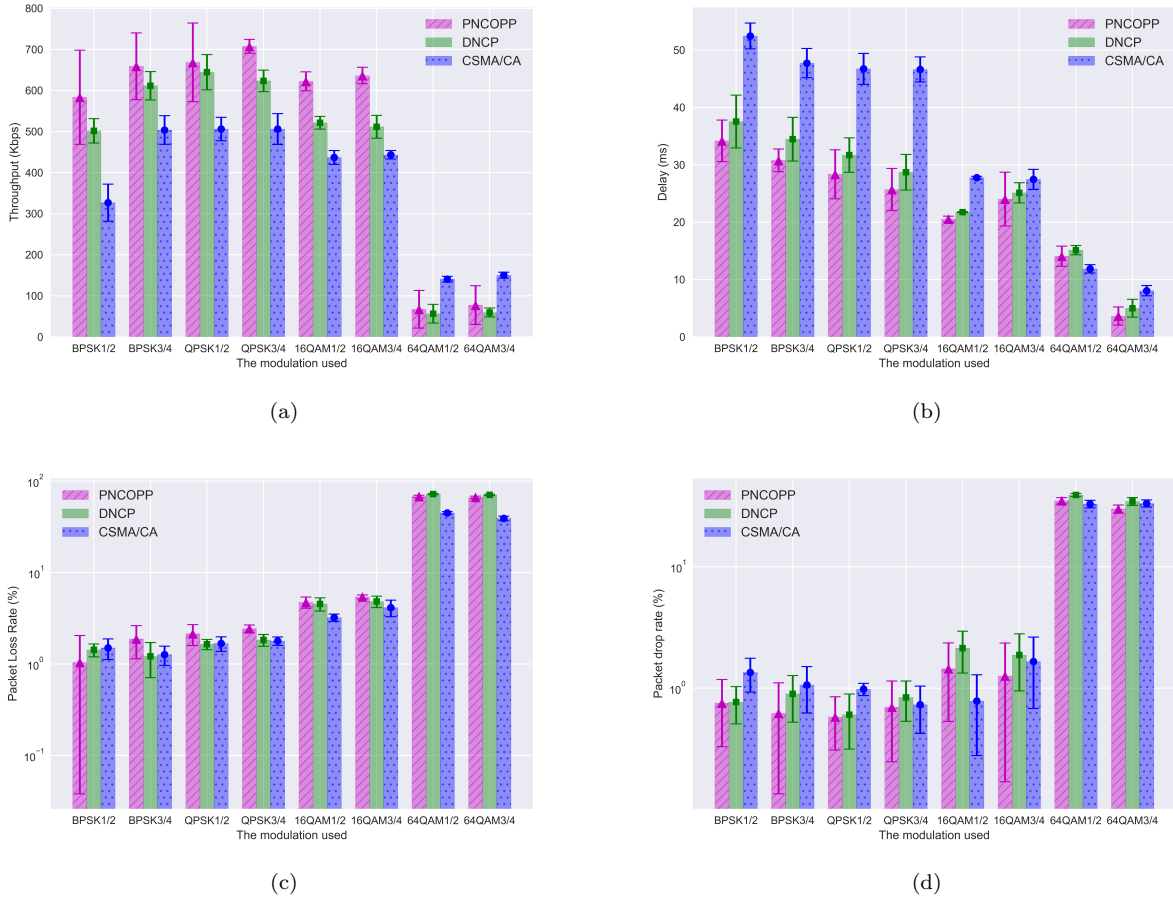 800
700
600
500
400
300
200
100
0
Throughput (Kbps)
PNCOPP
DNCP
CSMA/CA
BPSK1/2 BPSK3/4 QPSK1/2 QPSK3/4 16QAM1/2 16QAM3/4 64QAM1/2 64QAM3/4
The modulation used
(a)
50
40
30
20
10
0
Delay (ms)
PNCOPP
DNCP
CSMA/CA
BPSK1/2 BPSK3/4 QPSK1/2 QPSK3/4 16QAM1/2 16QAM3/4 64QAM1/2 64QAM3/4
The modulation used
(b)
10²
10¹
10⁰
10⁻¹
Packet Loss Rate (%)
PNCOPP
DNCP
CSMA/CA
BPSK1/2 BPSK3/4 QPSK1/2 QPSK3/4 16QAM1/2 16QAM3/4 64QAM1/2 64QAM3/4
The modulation used
(c)
10¹
10⁰
Packet drop rate (%)
PNCOPP
DNCP
CSMA/CA
BPSK1/2 BPSK3/4 QPSK1/2 QPSK3/4 16QAM1/2 16QAM3/4 64QAM1/2 64QAM3/4
The modulation used
(d)